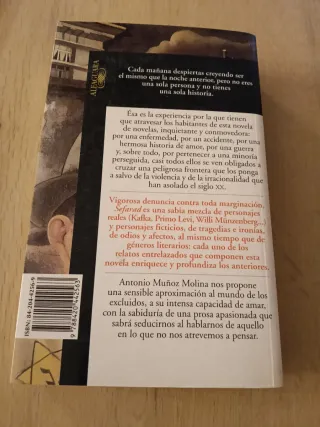 ALFAGUARA
Cada mañana despiertas creyendo ser
el mismo que la noche anterior, pero no eres
una sola persona y no tienes
una sola historia.
Ésa es la experiencia por la que tienen
que atravesar los habitantes de esta novela
de novelas, inquietante y conmovedora:
por una enfermedad, por un accidente, por una
hermosa historia de amor, por una guerra
y, sobre todo, por pertenecer a una minoría
perseguida, casi todos ellos se ven obligados a
cruzar una peligrosa frontera que los ponga
a salvo de la violencia y de la irracionalidad que
han asolado el siglo XX.
Vigorosa denuncia contra toda marginación,
Sefarad es una sabia mezcla de personajes
reales (Kafka, Primo Levi, Willi Münzenberg...)
y personajes ficticios, de tragedias e ironías,
de odios y afectos, al mismo tiempo que de
géneros literarios: cada uno de los
relatos entrelazados que componen esta
novela enriquece y profundiza los anteriores.
Antonio Muñoz Molina nos propone
una sensible aproximación al mundo de los
excluidos, a su intensa capacidad de amar,
con la sabiduría de una prosa apasionada que
sabrá seducirnos al hablarnos de aquello
en lo que no nos atrevemos a pensar.
ISBN: 84-204-4256-9
9 788420 442563